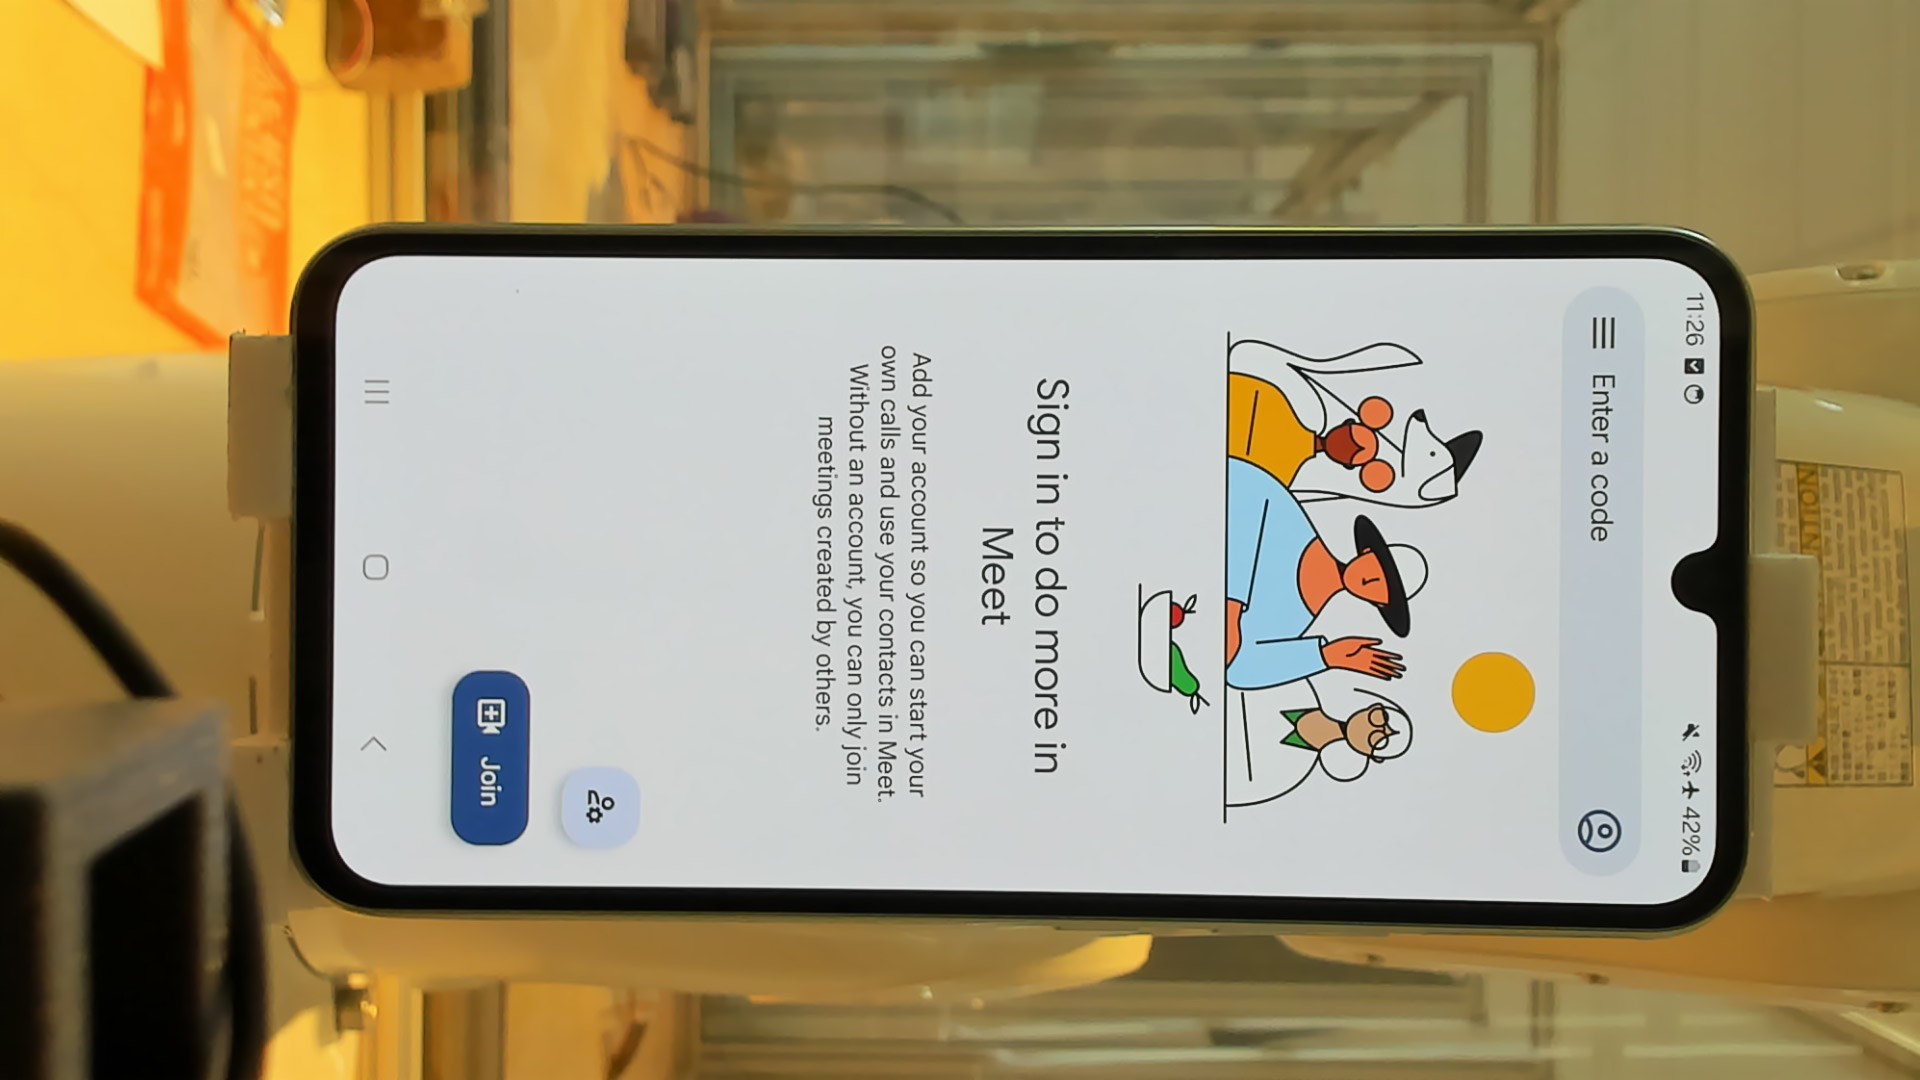 11:26
42%
Enter a code
Sign in to do more in
Meet
Add your account so you can start your
own calls and use your contacts in Meet.
Without an account, you can only join
meetings created by others.
Join